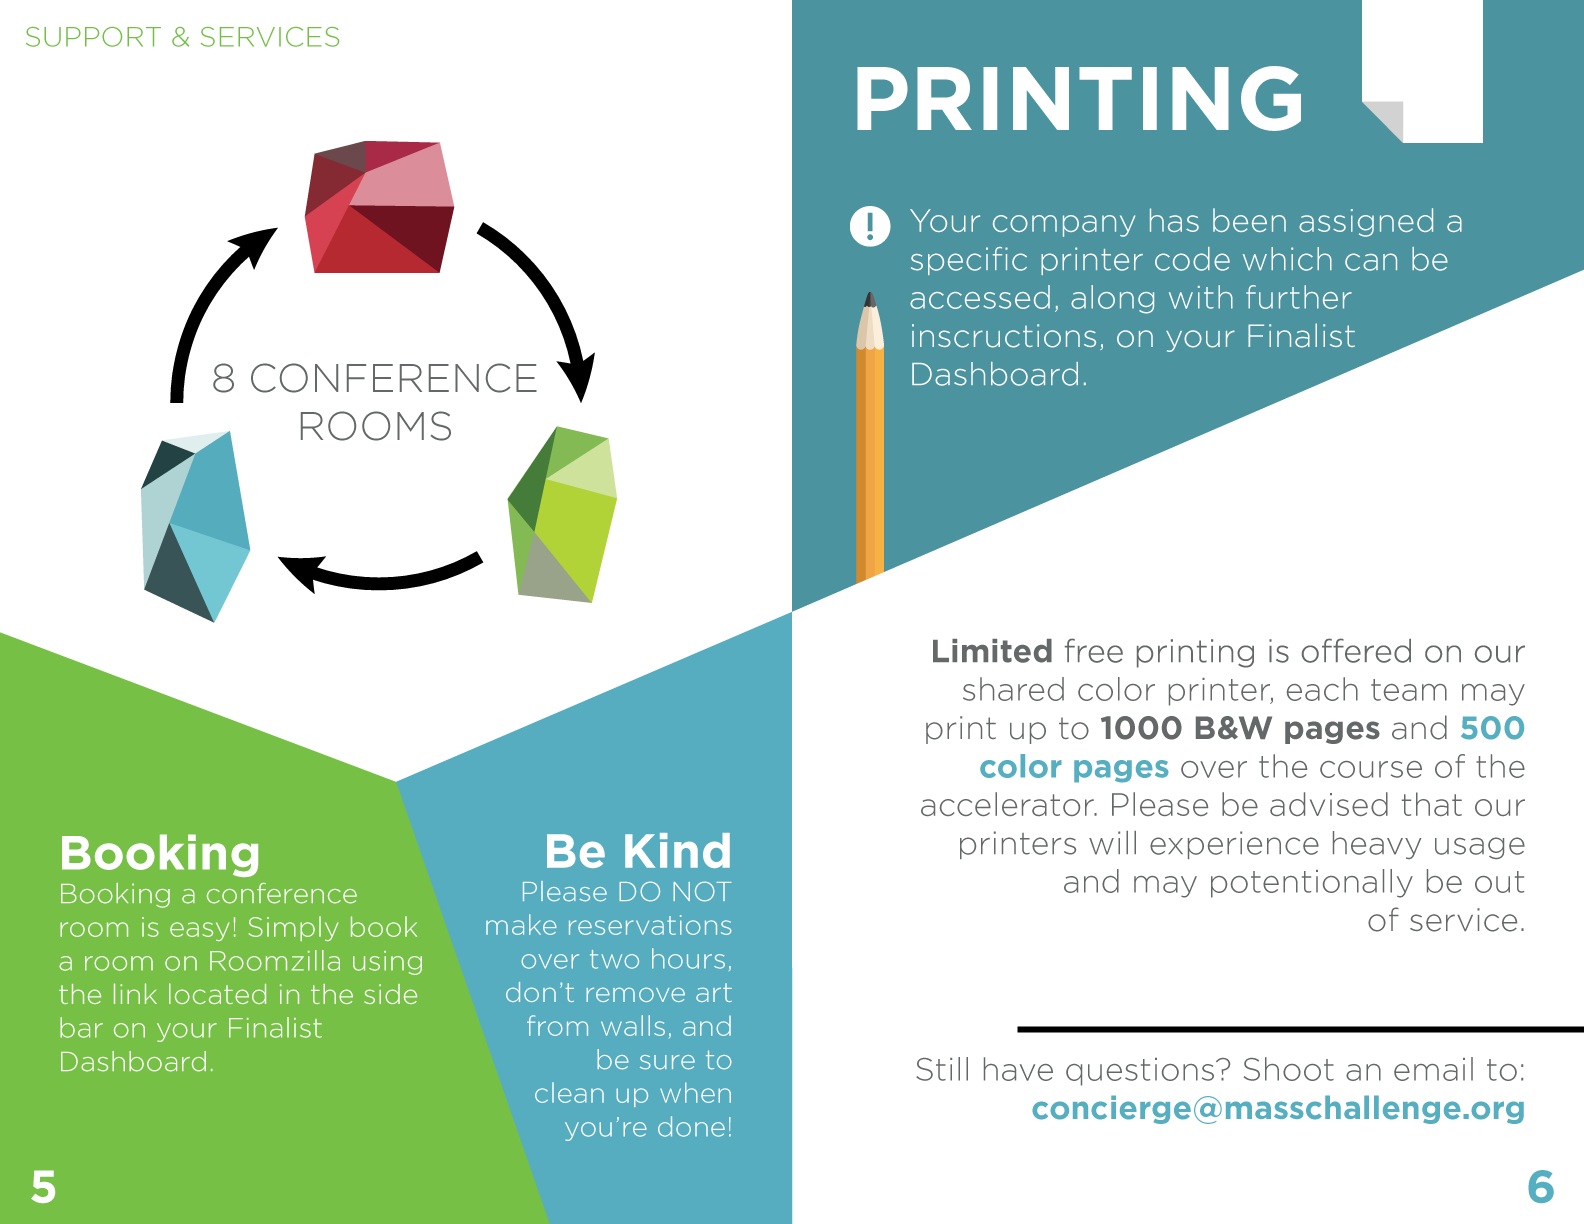 SUPPORT & SERVICES
8 CONFERENCE
ROOMS
Booking
Booking a conference
room is easy! Simply book
a room on Roomzilla using
the link located in the side
bar on your Finalist
Dashboard.
Be Kind
Please DO NOT
make reservations
over two hours,
don't remove art
from walls, and
be sure to
clean up when
you're done!
5
PRINTING
! Your company has been assigned a
specific printer code which can be
accessed, along with further
inscructions, on your Finalist
Dashboard.
Limited free printing is offered on our
shared color printer, each team may
print up to 1000 B&W pages and 500
color pages over the course of the
accelerator. Please be advised that our
printers will experience heavy usage
and may potentionally be out
of service.
Still have questions? Shoot an email to:
concierge@masschallenge.org
6